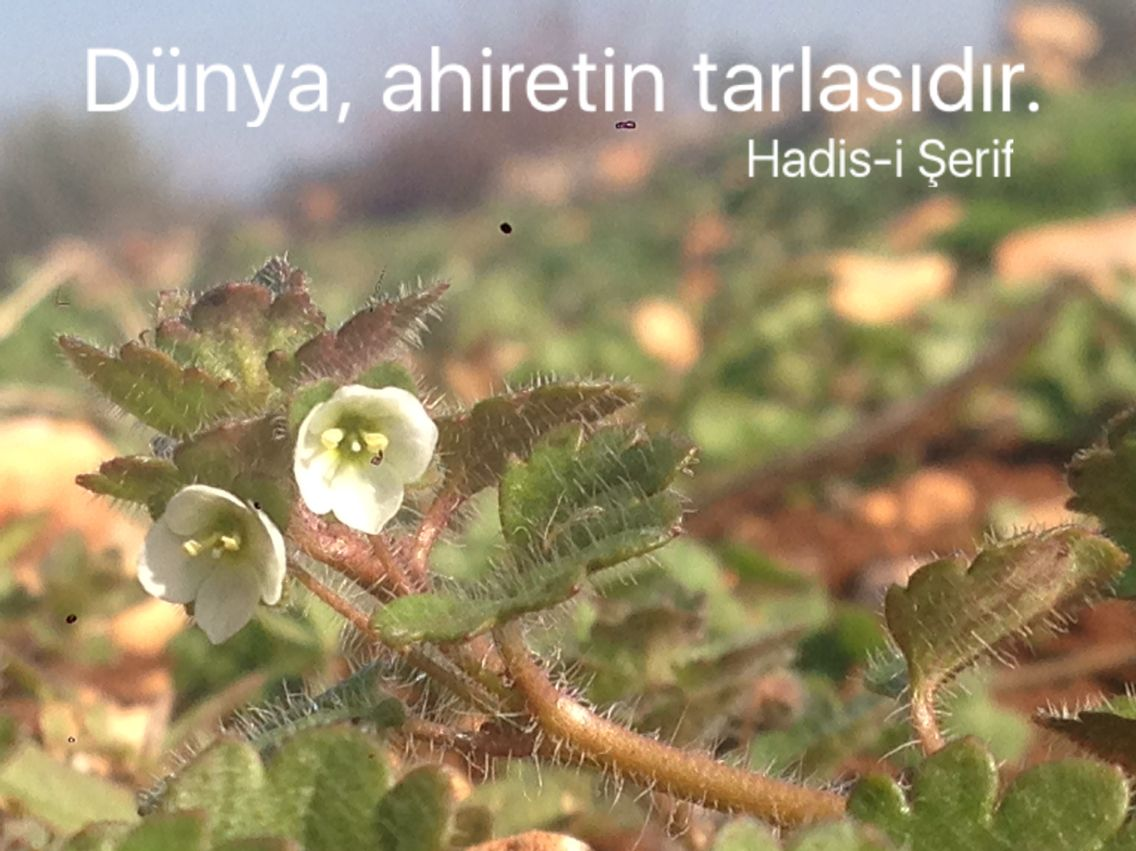 Dünya, ahiretin tarlasıdır.
Hadis-i Şerif